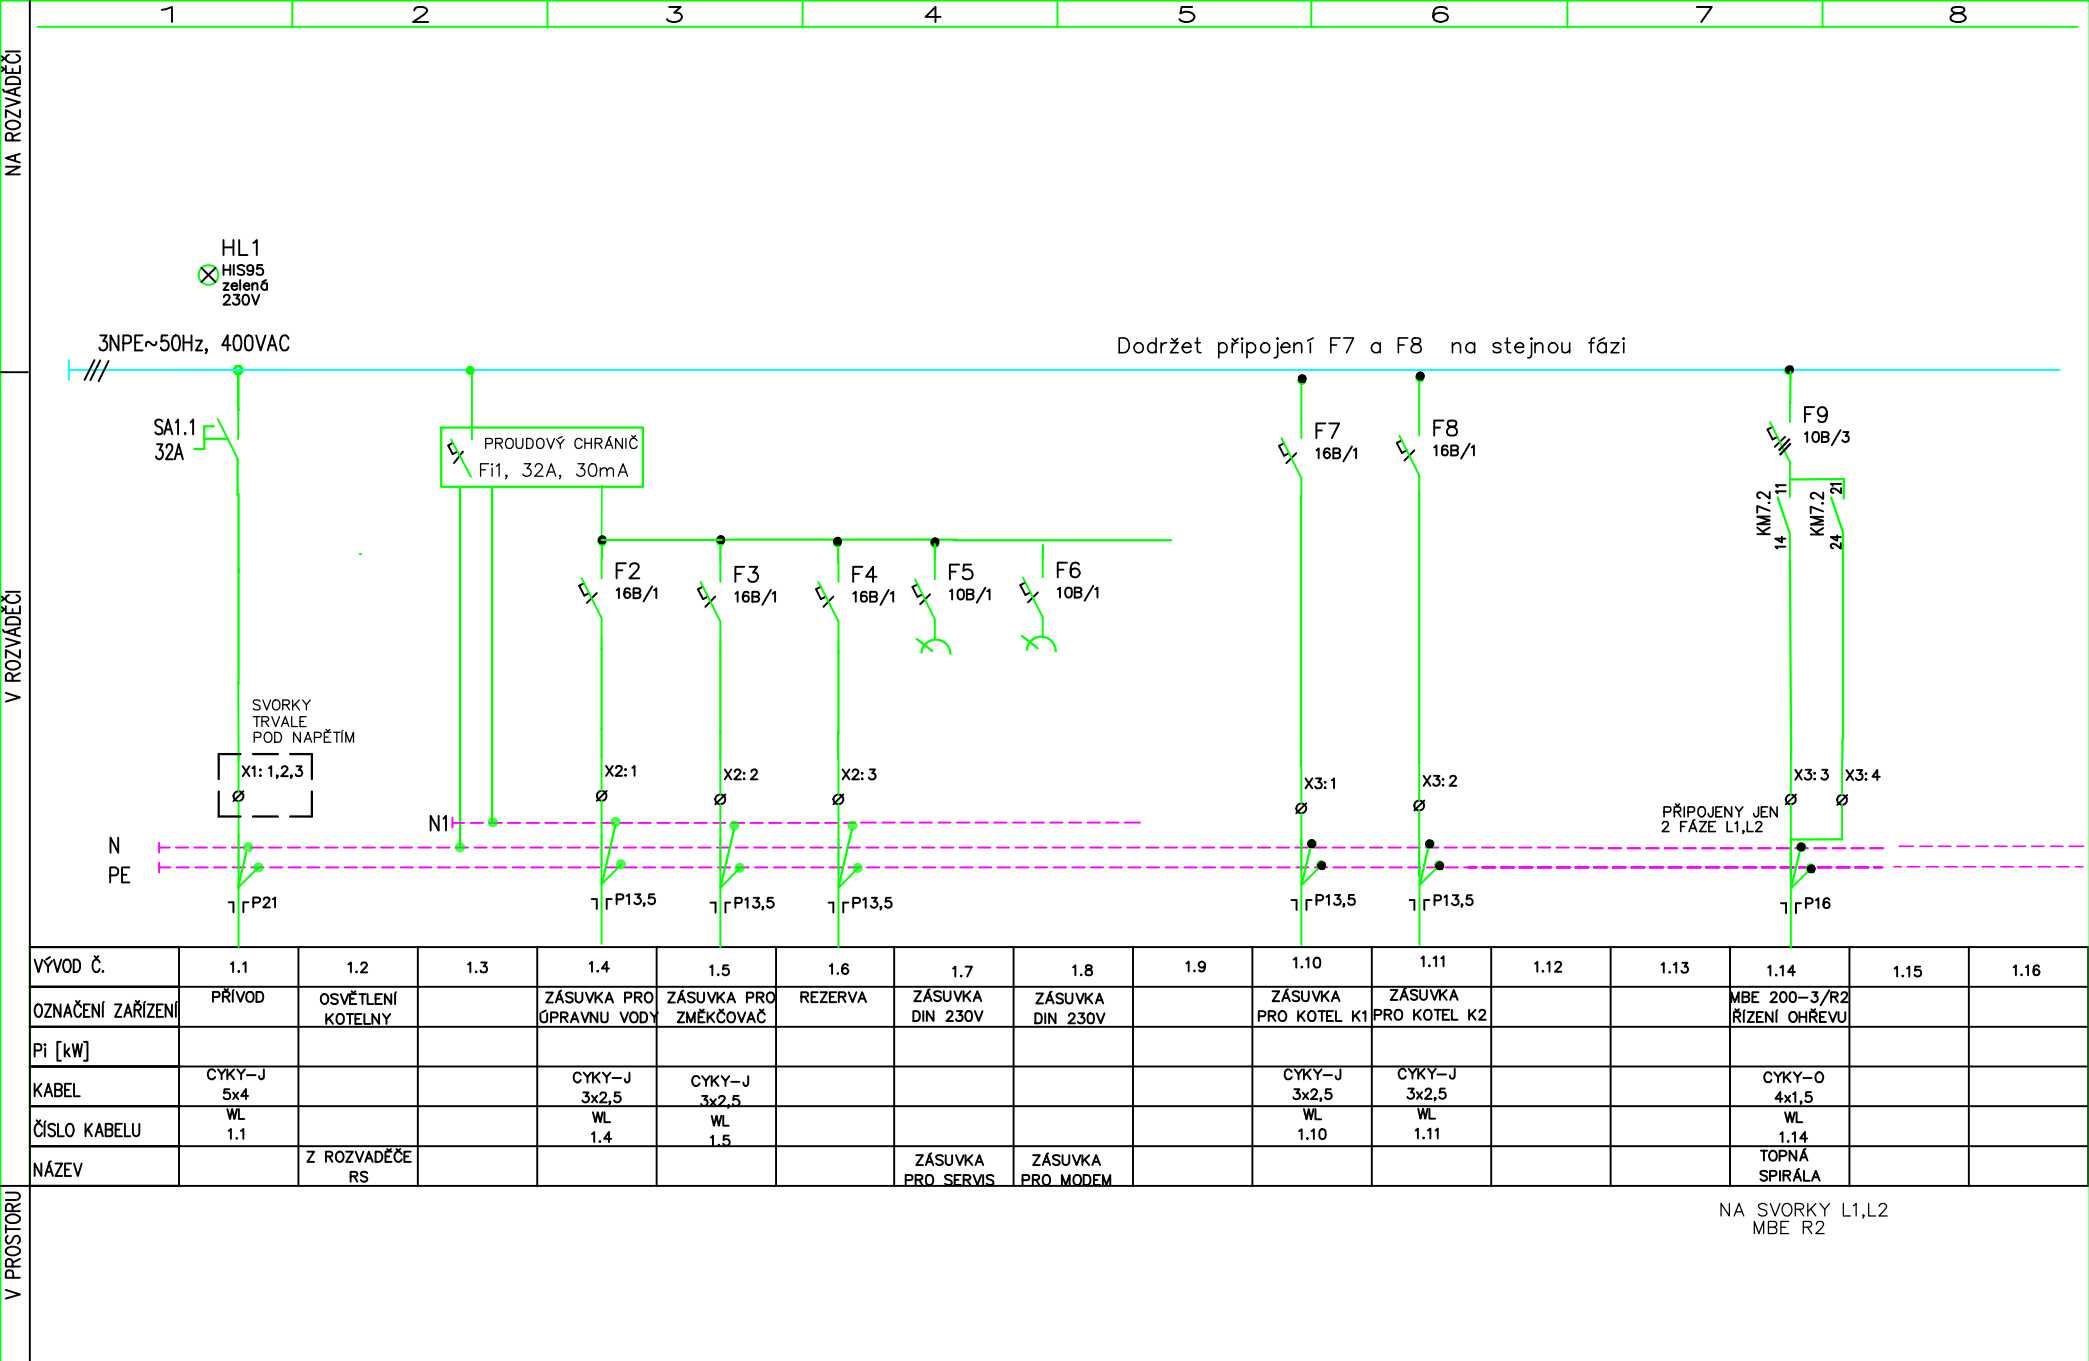 1 2 3 4 5 6 7 8
NA ROZVÁDĚČI
HL1
HIS95
zelená
230V
3NPE~50Hz, 400VAC
Dodržet připojení F7 a F8 na stejnou fázi
SA1.1
32A
PROUDOVÝ CHRÁNIČ
Fi1, 32A, 30mA
F7
16B/1
F8
16B/1
F9
10B/3
KM7.2
11
14
KM7.2
21
24
F2
16B/1
F3
16B/1
F4
16B/1
F5
10B/1
F6
10B/1
V ROZVÁDĚČI
SVORKY
TRVALE
POD NAPĚTÍM
X1: 1,2,3
X2: 1
X2: 2
X2: 3
X3: 1
X3: 2
X3: 3
X3: 4
PŘIPOJENY JEN
2 FÁZE L1,L2
N1
N
PE
P21
P13,5
P13,5
P13,5
P13,5
P13,5
P16
VÝVOD Č. 1.1 1.2 1.3 1.4 1.5 1.6 1.7 1.8 1.9 1.10 1.11 1.12 1.13 1.14 1.15 1.16
OZNAČENÍ ZAŘÍZENÍ
PŘÍVOD
OSVĚTLENÍ
KOTELNY
ZÁSUVKA PRO
ÚPRAVNU VODY
ZÁSUVKA PRO
ZMĚKČOVAČ
REZERVA
ZÁSUVKA
DIN 230V
ZÁSUVKA
DIN 230V
ZÁSUVKA
PRO KOTEL K1
ZÁSUVKA
PRO KOTEL K2
MBE 200-3/R2
ŘÍZENÍ OHŘEVU
Pi [kW]
KABEL
CYKY-J
5x4
CYKY-J
3x2,5
CYKY-J
3x2,5
CYKY-J
3x2,5
CYKY-J
3x2,5
CYKY-O
4x1,5
ČÍSLO KABELU
WL
1.1
WL
1.4
WL
1.5
WL
1.10
WL
1.11
WL
1.14
NÁZEV
Z ROZVADĚČE
RS
ZÁSUVKA
PRO SERVIS
ZÁSUVKA
PRO MODEM
TOPNÁ
SPIRÁLA
V PROSTORU
NA SVORKY L1,L2
MBE R2